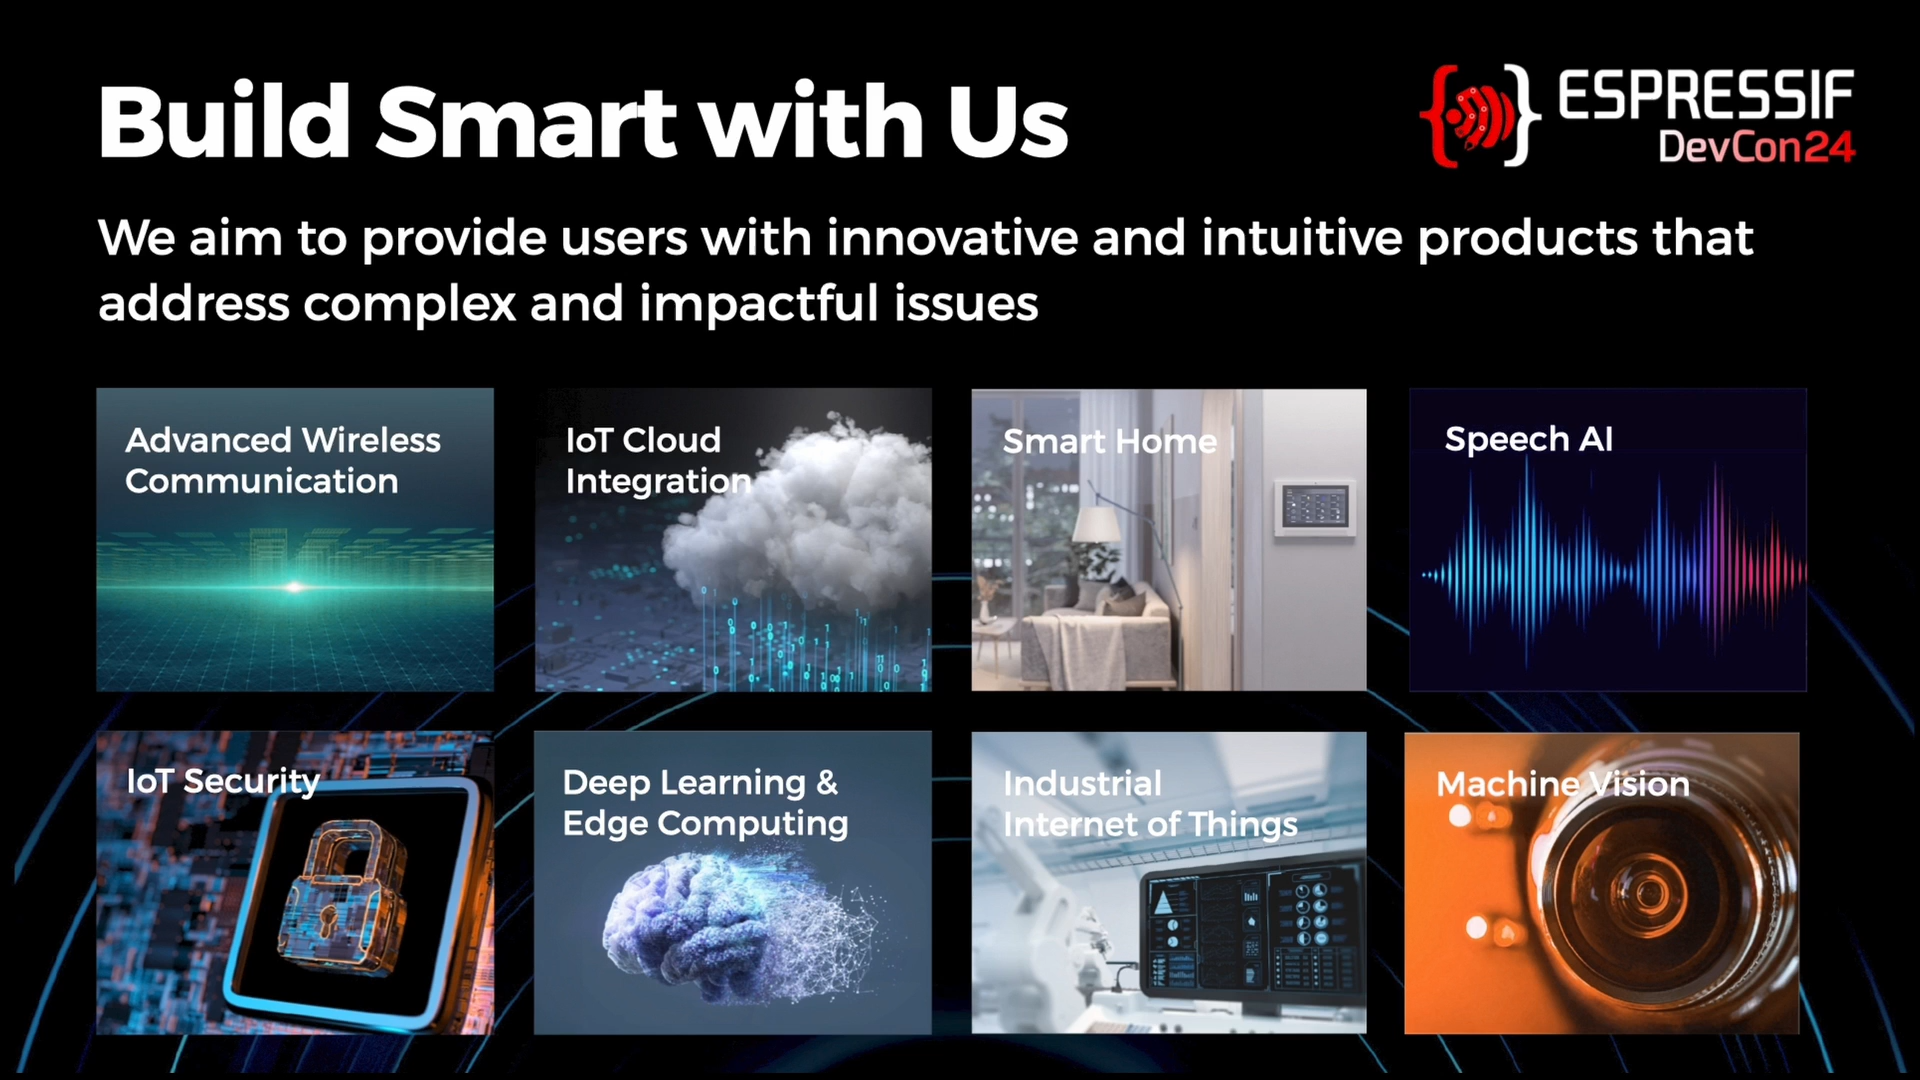 Build Smart with Us
ESPRESSIF
DevCon24
We aim to provide users with innovative and intuitive products that
address complex and impactful issues
Advanced Wireless
Communication
IoT Cloud
Integration
Smart Home
Speech AI
IoT Security
Deep Learning &
Edge Computing
Industrial
Internet of Things
Machine Vision